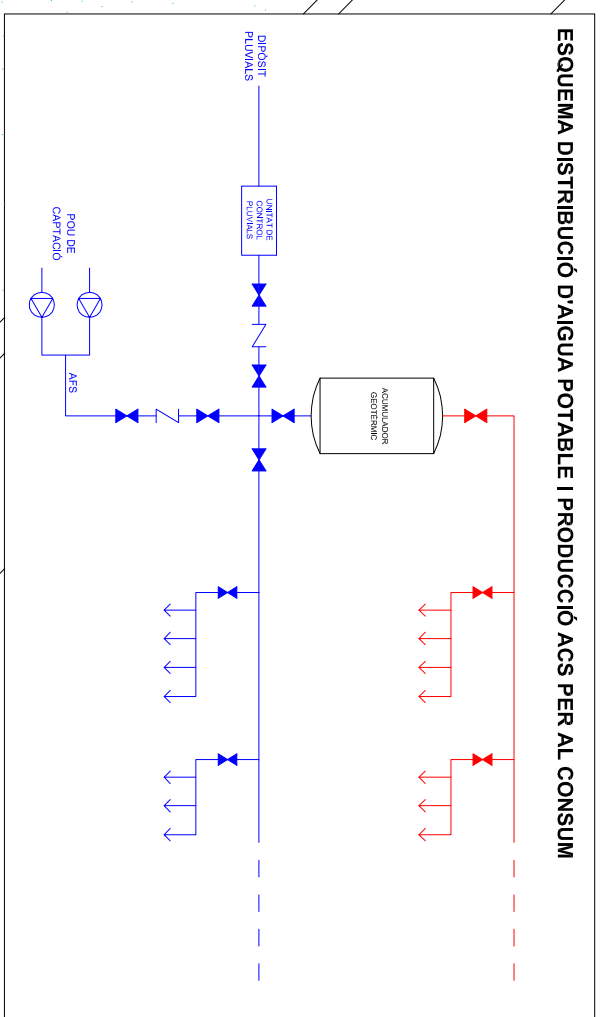 ESQUEMA DISTRIBUCIÓ D'AIGUA POTABLE I PRODUCCIÓ ACS PER AL CONSUM
ACUMULADOR
GEOTÈRMIC
DIPÒSIT
PLUVIALS
UNITAT DE
CONTROL
PLUVIALS
POU DE
CAPTACIÓ
AFS